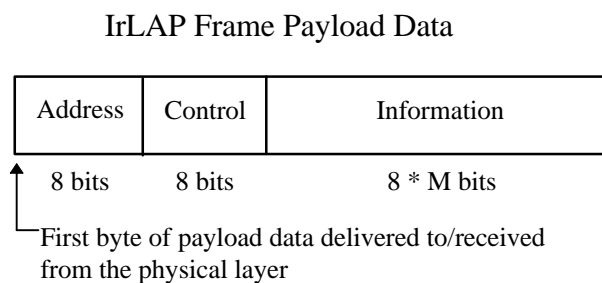 IrLAP Frame Payload Data
Address Control Information
8 bits 8 bits 8 * M bits
First byte of payload data delivered to/received
from the physical layer